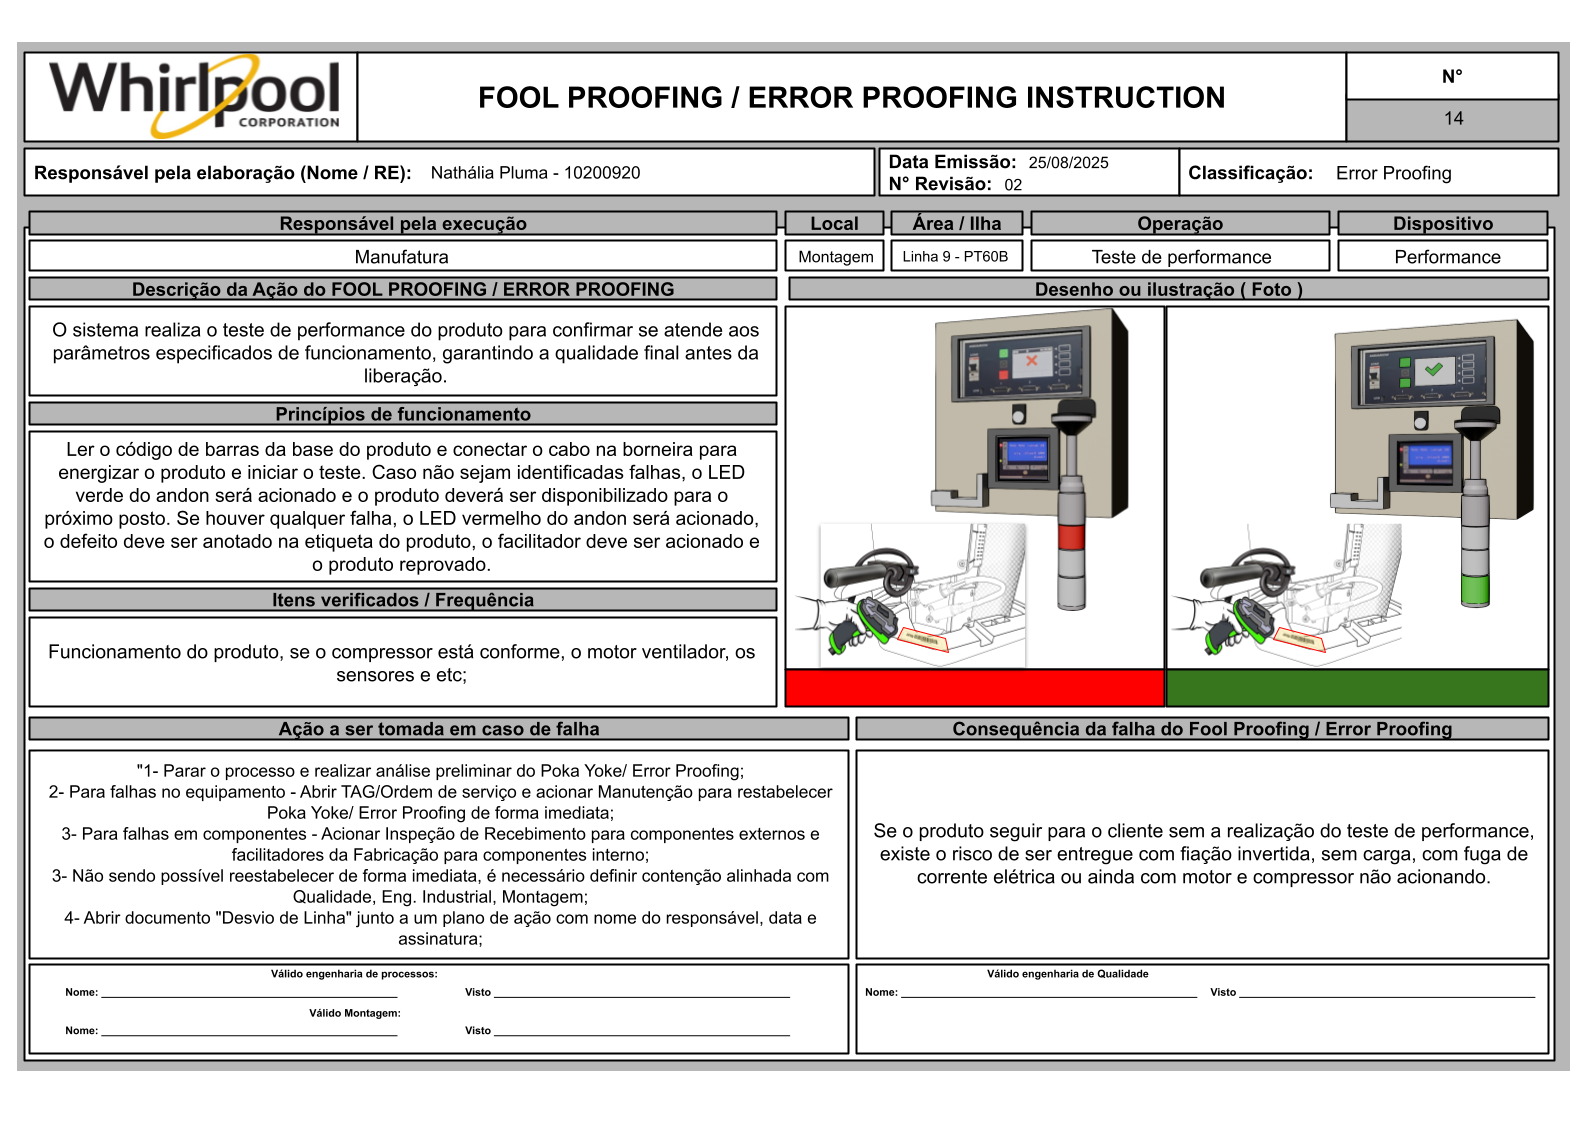 Whirlpool
CORPORATION
FOOL PROOFING / ERROR PROOFING INSTRUCTION
N°
14
Responsável pela elaboração (Nome / RE): Nathália Pluma - 10200920
Data Emissão: 25/08/2025
N° Revisão: 02
Classificação: Error Proofing
Responsável pela execução
Local
Área / Ilha
Operação
Dispositivo
Manufatura
Montagem
Linha 9 - PT60B
Teste de performance
Performance
Descrição da Ação do FOOL PROOFING / ERROR PROOFING
Desenho ou ilustração ( Foto )
O sistema realiza o teste de performance do produto para confirmar se atende aos
parâmetros especificados de funcionamento, garantindo a qualidade final antes da
liberação.
Princípios de funcionamento
Ler o código de barras da base do produto e conectar o cabo na borneira para
energizar o produto e iniciar o teste. Caso não sejam identificadas falhas, o LED
verde do andon será acionado e o produto deverá ser disponibilizado para o
próximo posto. Se houver qualquer falha, o LED vermelho do andon será acionado,
o defeito deve ser anotado na etiqueta do produto, o facilitador deve ser acionado e
o produto reprovado.
Itens verificados / Frequência
Funcionamento do produto, se o compressor está conforme, o motor ventilador, os
sensores e etc;
Ação a ser tomada em caso de falha
Consequência da falha do Fool Proofing / Error Proofing
"1- Parar o processo e realizar análise preliminar do Poka Yoke/ Error Proofing;
2- Para falhas no equipamento - Abrir TAG/Ordem de serviço e acionar Manutenção para restabelecer
Poka Yoke/ Error Proofing de forma imediata;
3- Para falhas em componentes - Acionar Inspeção de Recebimento para componentes externos e
facilitadores da Fabricação para componentes interno;
3- Não sendo possível reestabelecer de forma imediata, é necessário definir contenção alinhada com
Qualidade, Eng. Industrial, Montagem;
4- Abrir documento "Desvio de Linha" junto a um plano de ação com nome do responsável, data e
assinatura;
Se o produto seguir para o cliente sem a realização do teste de performance,
existe o risco de ser entregue com fiação invertida, sem carga, com fuga de
corrente elétrica ou ainda com motor e compressor não acionando.
Válido engenharia de processos:
Nome: Visto
Válido Montagem:
Nome: Visto
Válido engenharia de Qualidade
Nome: Visto